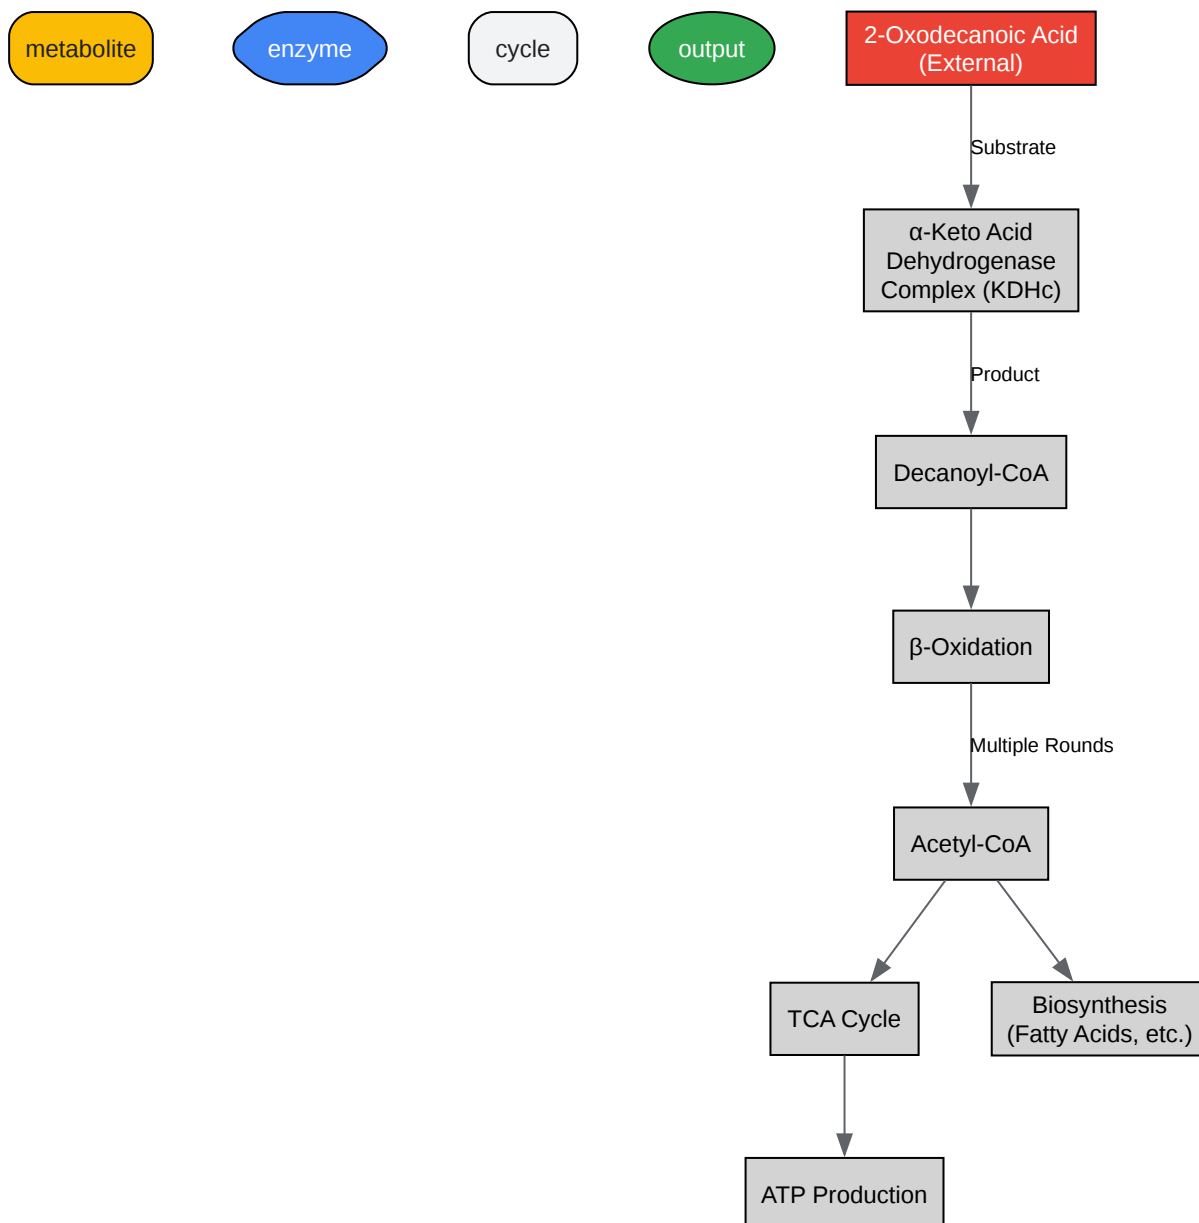 metabolite
enzyme
cycle
output
2-Oxodecanoic Acid
(External)
Substrate
α-Keto Acid
Dehydrogenase
Complex (KDHc)
Product
Decanoyl-CoA
β-Oxidation
Multiple Rounds
Acetyl-CoA
TCA Cycle
Biosynthesis
(Fatty Acids, etc.)
ATP Production